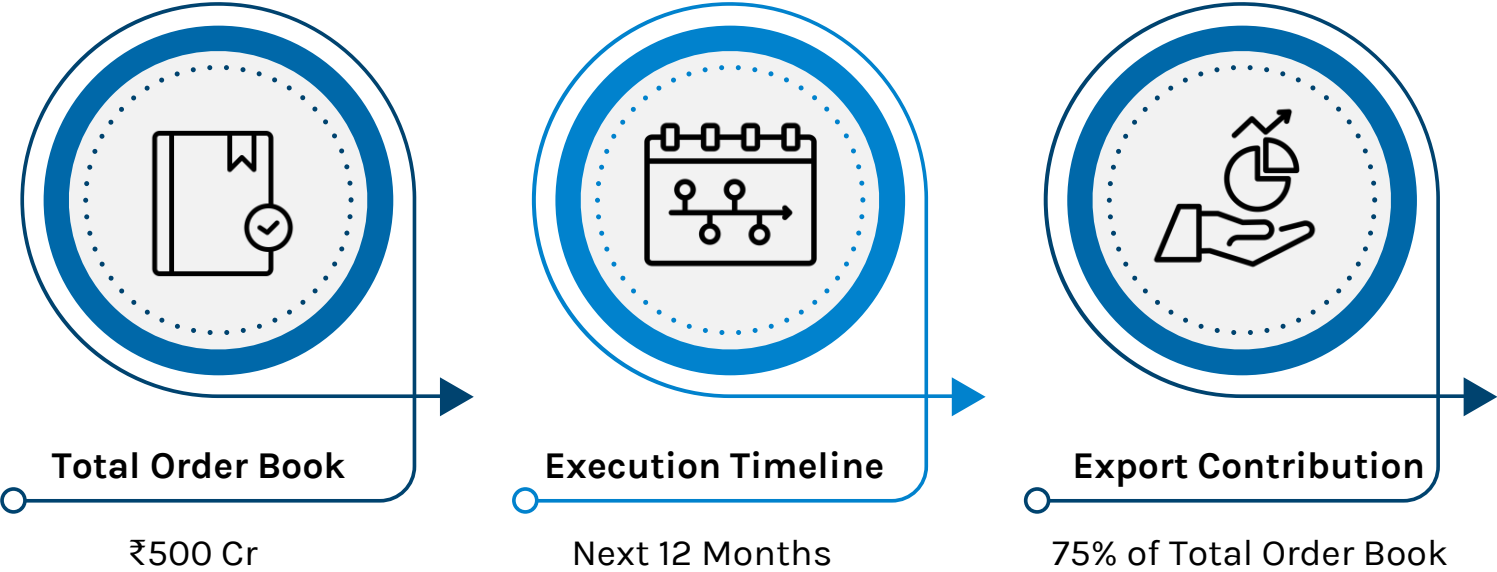 Total Order Book
₹500 Cr
Execution Timeline
Next 12 Months
Export Contribution
75% of Total Order Book